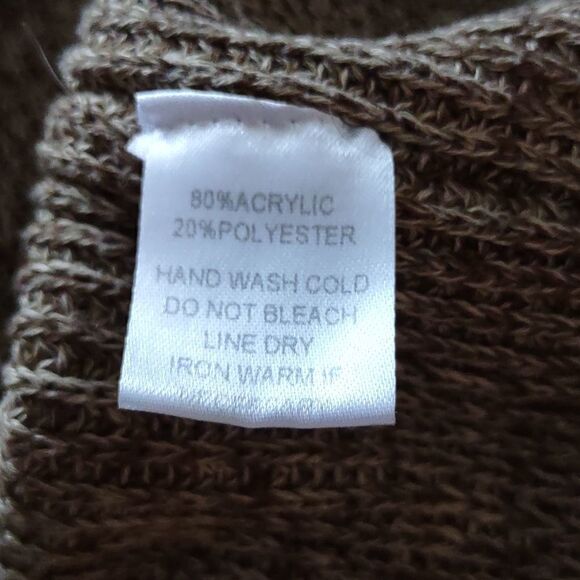 80%ACRYLIC
20%POLYESTER
HAND WASH COLD
DO NOT BLEACH
LINE DRY
IRON WARM IF